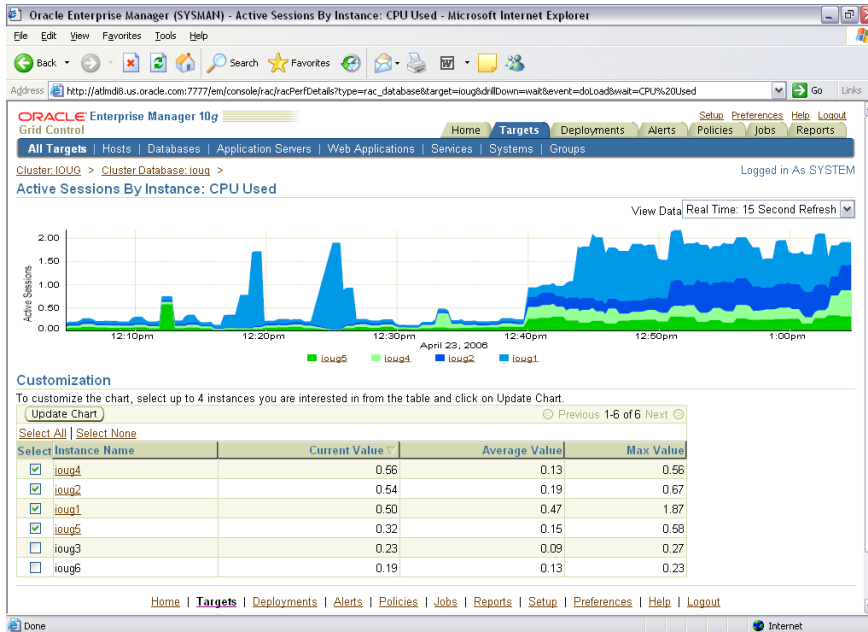 Oracle Enterprise Manager (SYSMAN) - Active Sessions By Instance: CPU Used - Microsoft Internet Explorer
File Edit View Favorites Tools Help
Back Search Favorites
Address http://atlmdi8.us.oracle.com:7777/em/console/rac/racPerfDetails?type=rac_database&target=ioug&drillDown=wait&event=doLoad&wait=CPU%20Used Go Links
ORACLE Enterprise Manager 10g Setup Preferences Help Logout
Grid Control Home Targets Deployments Alerts Policies Jobs Reports
All Targets | Hosts | Databases | Application Servers | Web Applications | Services | Systems | Groups
Cluster: IOUG > Cluster Database: ioug > Logged in As SYSTEM
Active Sessions By Instance: CPU Used
View Data Real Time: 15 Second Refresh
Active Sessions
2.00
1.50
1.00
0.50
0.00
12:10pm 12:20pm 12:30pm 12:40pm 12:50pm 1:00pm
April 23, 2006
ioug5 ioug4 ioug2 ioug1
Customization
To customize the chart, select up to 4 instances you are interested in from the table and click on Update Chart.
Update Chart Previous 1-6 of 6 Next
Select All | Select None
Select Instance Name Current Value Average Value Max Value
ioug4 0.56 0.13 0.56
ioug2 0.54 0.19 0.67
ioug1 0.50 0.47 1.87
ioug5 0.32 0.15 0.58
ioug3 0.23 0.09 0.27
ioug6 0.19 0.13 0.23
Home | Targets | Deployments | Alerts | Policies | Jobs | Reports | Setup | Preferences | Help | Logout
Done Internet